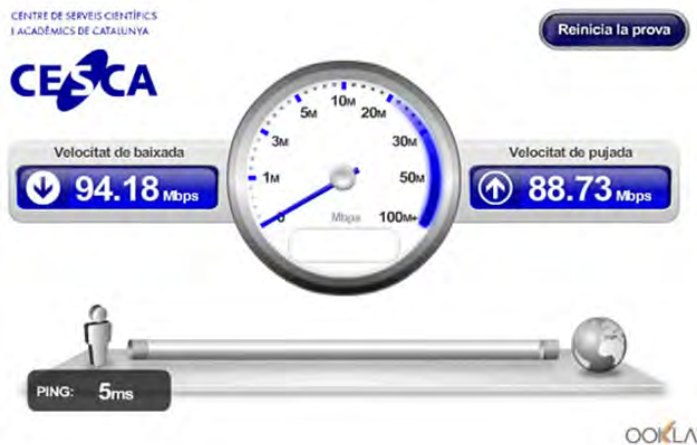 CENTRE DE SERVEIS CIENTÍFICS
I ACADÈMICS DE CATALUNYA
CESCA
Reinicia la prova
Velocitat de baixada
94.18 Mbps
Velocitat de pujada
88.73 Mbps
0
1M
3M
5M
10M
20M
30M
50M
100M+
Mbps
PING: 5ms
OOKLA